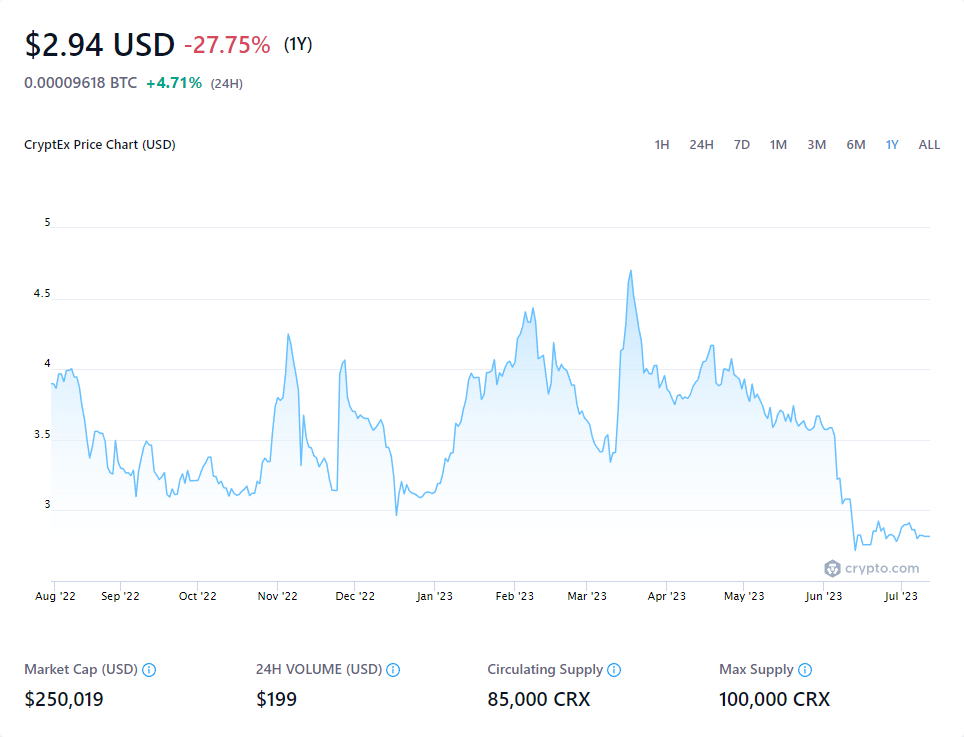 $2.94 USD -27.75% (1Y)
0.00009618 BTC +4.71% (24H)
CryptEx Price Chart (USD) 1H 24H 7D 1M 3M 6M 1Y ALL
5
4.5
4
3.5
3
crypto.com
Aug '22 Sep '22 Oct '22 Nov '22 Dec '22 Jan '23 Feb '23 Mar '23 Apr '23 May '23 Jun '23 Jul '23
Market Cap (USD) 24H VOLUME (USD) Circulating Supply Max Supply
$250,019 $199 85,000 CRX 100,000 CRX